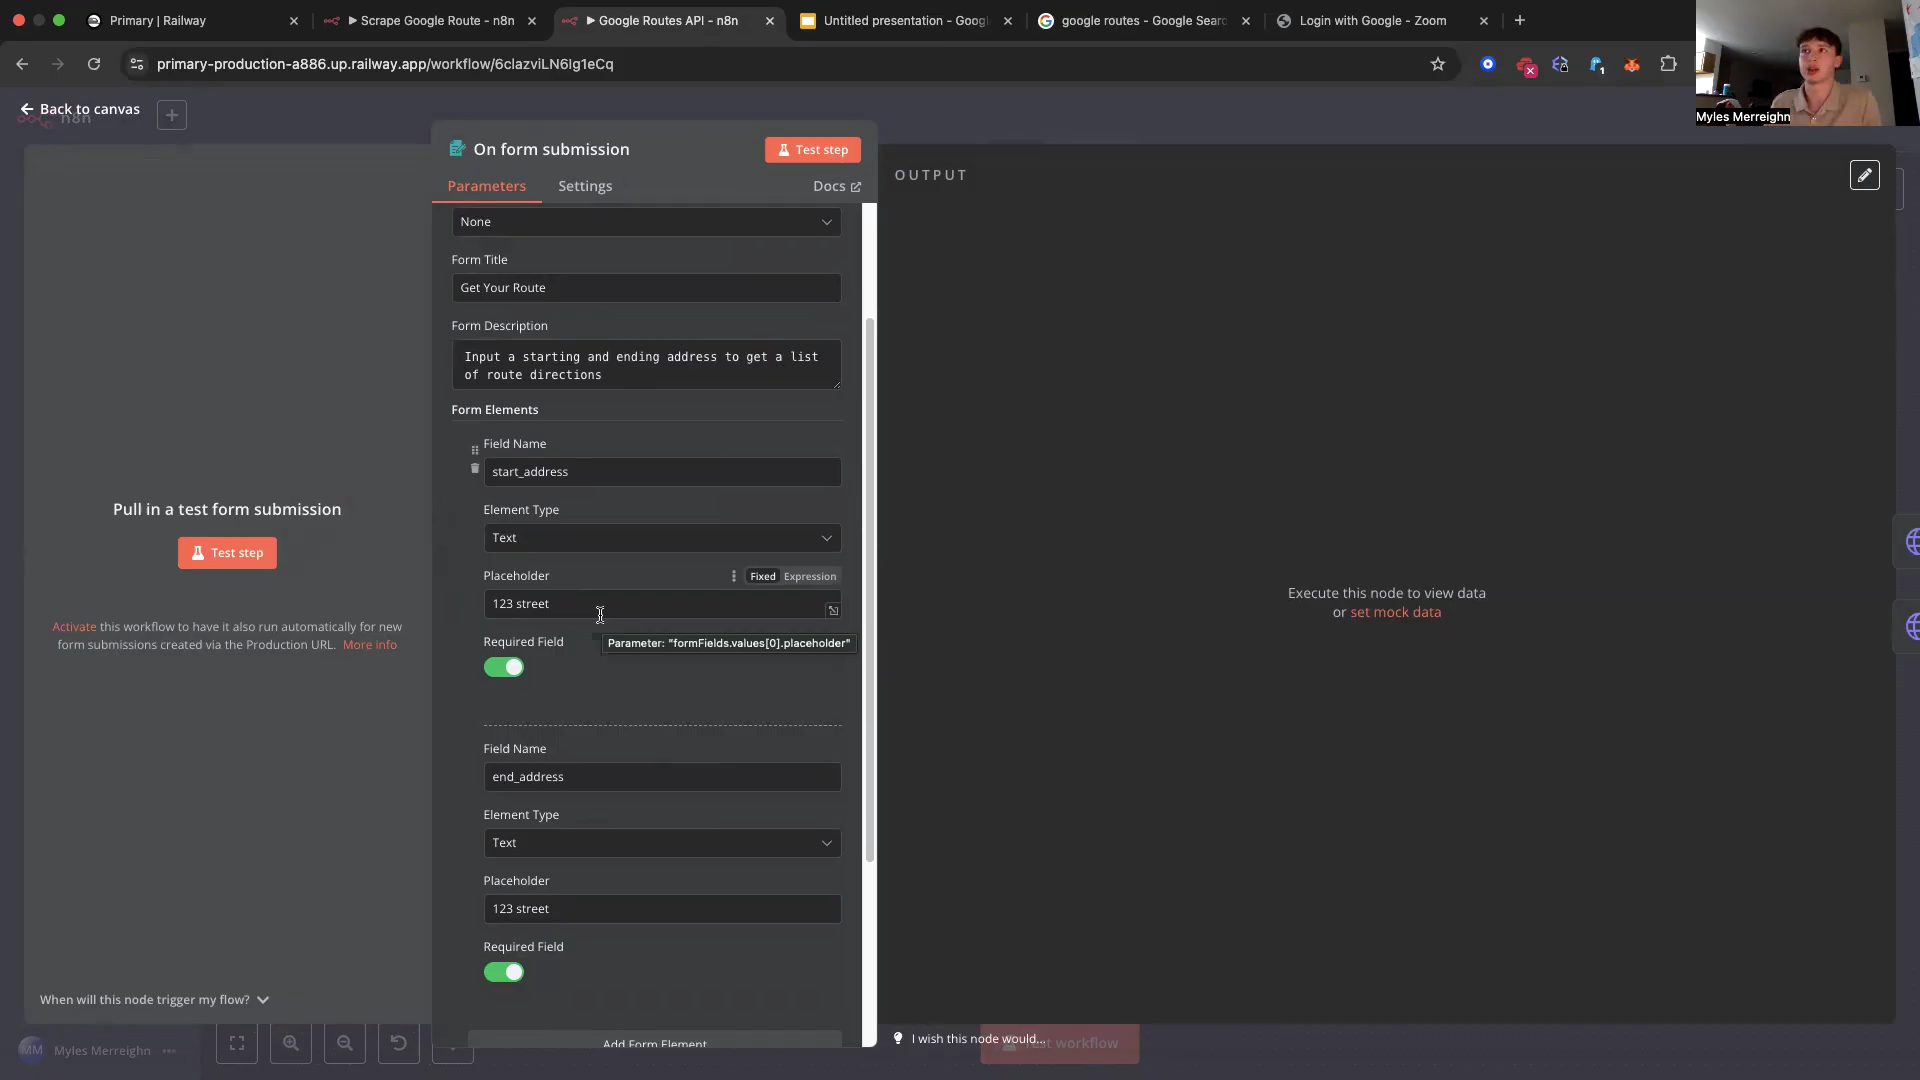 Primary | Railway
Scrape Google Route - n8n
Google Routes API - n8n
Untitled presentation - Googl
google routes - Google Searc
Login with Google - Zoom
primary-production-a886.up.railway.app/workflow/6clazviLN6Ig1eCq
1
Myles Merreighn
Back to canvas
n8n
On form submission
Test step
Parameters
Settings
Docs
OUTPUT
None
Form Title
Get Your Route
Form Description
Input a starting and ending address to get a list
of route directions
Form Elements
Field Name
start_address
Element Type
Text
Placeholder
Fixed
Expression
123 street
Required Field
Parameter: "formFields.values[0].placeholder"
Field Name
end_address
Element Type
Text
Placeholder
123 street
Required Field
Add Form Element
Pull in a test form submission
Test step
Activate this workflow to have it also run automatically for new
form submissions created via the Production URL. More info
When will this node trigger my flow?
Execute this node to view data
or set mock data
MM
Myles Merreighn
I wish this node would...
Test workflow